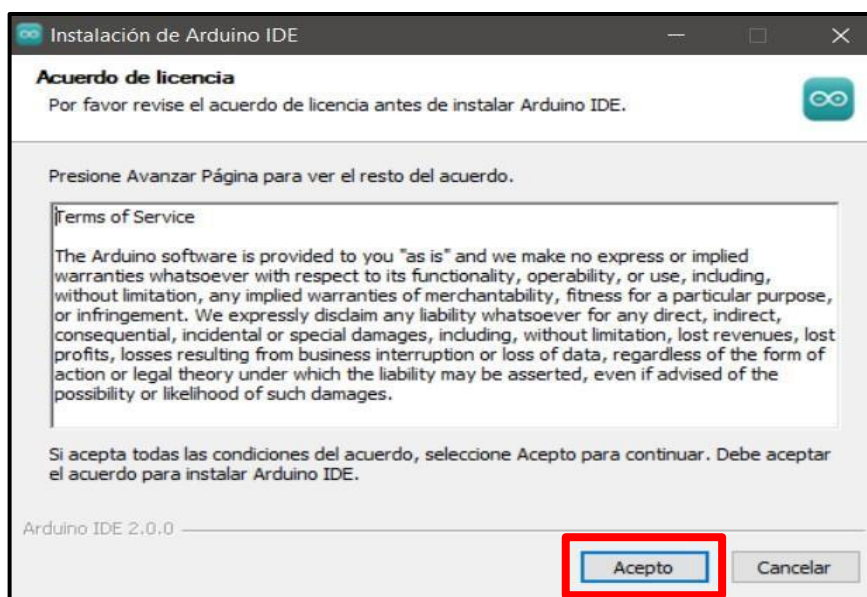 Instalación de Arduino IDE
Acuerdo de licencia
Por favor revise el acuerdo de licencia antes de instalar Arduino IDE.
Presione Avanzar Página para ver el resto del acuerdo.
Terms of Service
The Arduino software is provided to you "as is" and we make no express or implied
warranties whatsoever with respect to its functionality, operability, or use, including,
without limitation, any implied warranties of merchantability, fitness for a particular purpose,
or infringement. We expressly disclaim any liability whatsoever for any direct, indirect,
consequential, incidental or special damages, including, without limitation, lost revenues, lost
profits, losses resulting from business interruption or loss of data, regardless of the form of
action or legal theory under which the liability may be asserted, even if advised of the
possibility or likelihood of such damages.
Si acepta todas las condiciones del acuerdo, seleccione Acepto para continuar. Debe aceptar
el acuerdo para instalar Arduino IDE.
Arduino IDE 2.0.0
Acepto
Cancelar